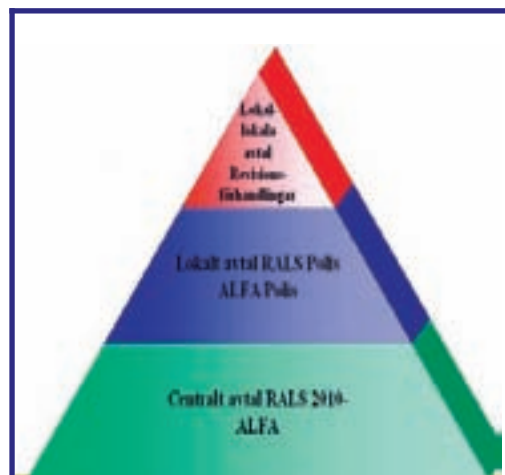 Lokal-
lokala
avtal
Revisions-
förhandlingar
Lokalt avtal RALS Polis
ALFA Polis
Centralt avtal RALS 2010-
ALFA